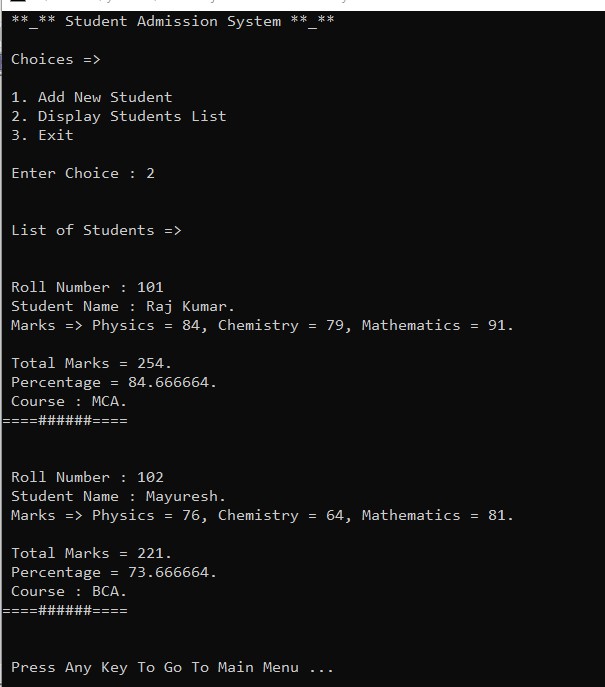 **_** Student Admission System **_**
Choices =>
1. Add New Student
2. Display Students List
3. Exit
Enter Choice : 2
List of Students =>
Roll Number : 101
Student Name : Raj Kumar.
Marks => Physics = 84, Chemistry = 79, Mathematics = 91.
Total Marks = 254.
Percentage = 84.666664.
Course : MCA.
====######====
Roll Number : 102
Student Name : Mayuresh.
Marks => Physics = 76, Chemistry = 64, Mathematics = 81.
Total Marks = 221.
Percentage = 73.666664.
Course : BCA.
====######====
Press Any Key To Go To Main Menu ...